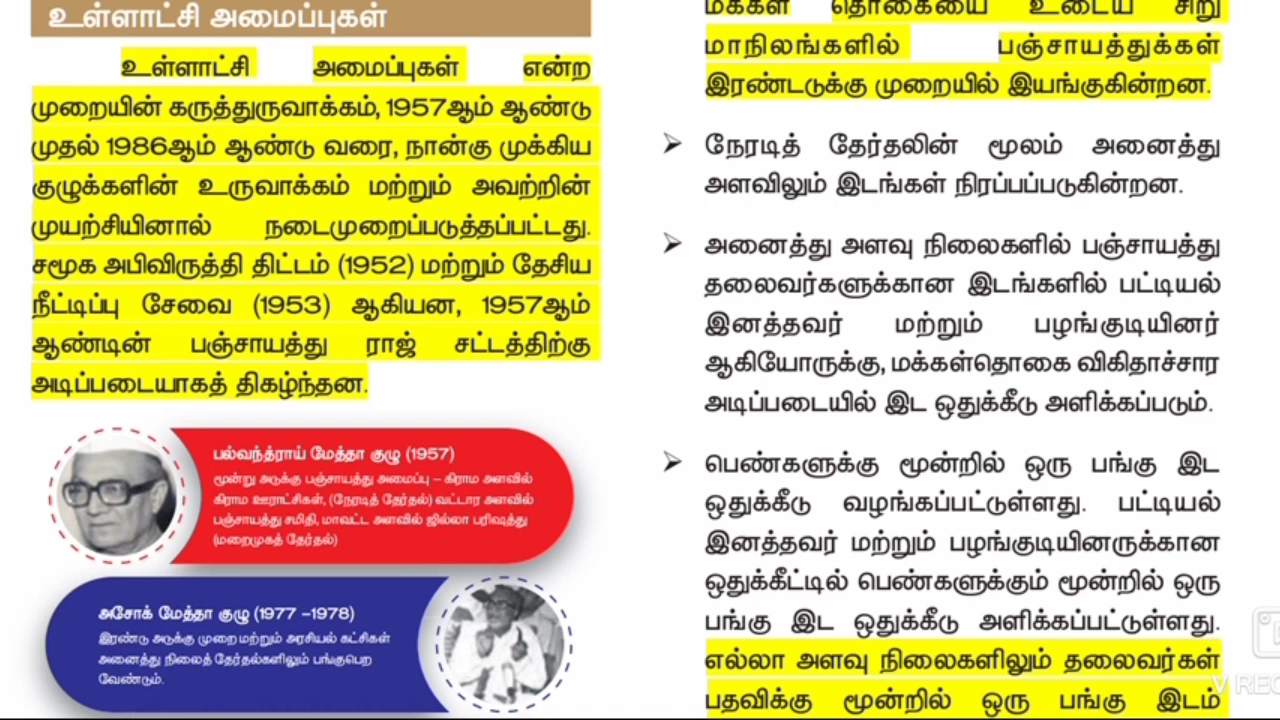 உள்ளாட்சி அமைப்புகள்
உள்ளாட்சி அமைப்புகள் என்ற
முறையின் கருத்துருவாக்கம், 1957ஆம் ஆண்டு
முதல் 1986ஆம் ஆண்டு வரை, நான்கு முக்கிய
குழுக்களின் உருவாக்கம் மற்றும் அவற்றின்
முயற்சியினால் நடைமுறைப்படுத்தப்பட்டது.
சமூக அபிவிருத்தி திட்டம் (1952) மற்றும் தேசிய
நீட்டிப்பு சேவை (1953) ஆகியன, 1957ஆம்
ஆண்டின் பஞ்சாயத்து ராஜ் சட்டத்திற்கு
அடிப்படையாகத் திகழ்ந்தன.
பல்வந்த்ராய் மேத்தா குழு (1957)
மூன்று அடுக்கு பஞ்சாயத்து அமைப்பு – கிராம அளவில்
கிராம ஊராட்சிகள், (நேரடித் தேர்தல்) வட்டார அளவில்
பஞ்சாயத்து சமிதி, மாவட்ட அளவில் ஜில்லா பரிஷத்து
(மறைமுகத் தேர்தல்)
அசோக் மேத்தா குழு (1977 –1978)
இரண்டு அடுக்கு முறை மற்றும் அரசியல் கட்சிகள்
அனைத்து நிலைத் தேர்தல்களிலும் பங்குபெற
வேண்டும்.
மக்கள் தொகையை உடைய சிறு
மாநிலங்களில் பஞ்சாயத்துக்கள்
இரண்டடுக்கு முறையில் இயங்குகின்றன.
➤ நேரடித் தேர்தலின் மூலம் அனைத்து
அளவிலும் இடங்கள் நிரப்பப்படுகின்றன.
➤ அனைத்து அளவு நிலைகளில் பஞ்சாயத்து
தலைவர்களுக்கான இடங்களில் பட்டியல்
இனத்தவர் மற்றும் பழங்குடியினர்
ஆகியோருக்கு, மக்கள்தொகை விகிதாச்சார
அடிப்படையில் இட ஒதுக்கீடு அளிக்கப்படும்.
➤ பெண்களுக்கு மூன்றில் ஒரு பங்கு இட
ஒதுக்கீடு வழங்கப்பட்டுள்ளது. பட்டியல்
இனத்தவர் மற்றும் பழங்குடியினருக்கான
ஒதுக்கீட்டில் பெண்களுக்கும் மூன்றில் ஒரு
பங்கு இட ஒதுக்கீடு அளிக்கப்பட்டுள்ளது.
எல்லா அளவு நிலைகளிலும் தலைவர்கள்
பதவிக்கு மூன்றில் ஒரு பங்கு இடம்